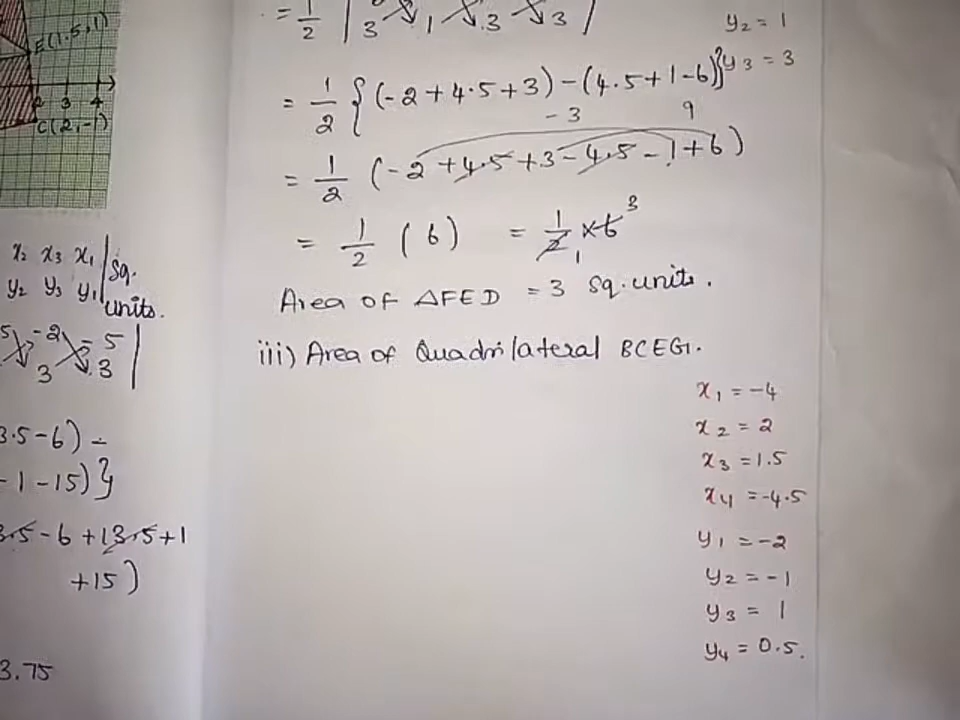 E(1.5,1)
2 3 4
C(2,-1)
x2 x3 x1 | sq.
y2 y3 y1 | units.
5 -2 -5 |
3 3
3.5-6) -
-1-15)}
3.5-6+13.5+1
+15)
3.75
= 1/2 | 3 1 3 3 |
y2 = 1
y3 = 3
= 1/2 {(-2+4.5+3)-(4.5+1-6)}
-3 9
= 1/2 (-2+4.5+3-4.5-1+6)
= 1/2 (6) = 1/2 × 6 3
1
Area of ΔFED = 3 sq.units.
iii) Area of Quadrilateral BCEG.
x1 = -4
x2 = 2
x3 = 1.5
x4 = -4.5
y1 = -2
y2 = -1
y3 = 1
y4 = 0.5.